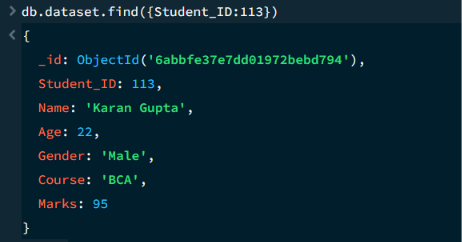 > db.dataset.find({Student_ID:113})
< {
_id: ObjectId('6abbfe37e7dd01972bebd794'),
Student_ID: 113,
Name: 'Karan Gupta',
Age: 22,
Gender: 'Male',
Course: 'BCA',
Marks: 95
}